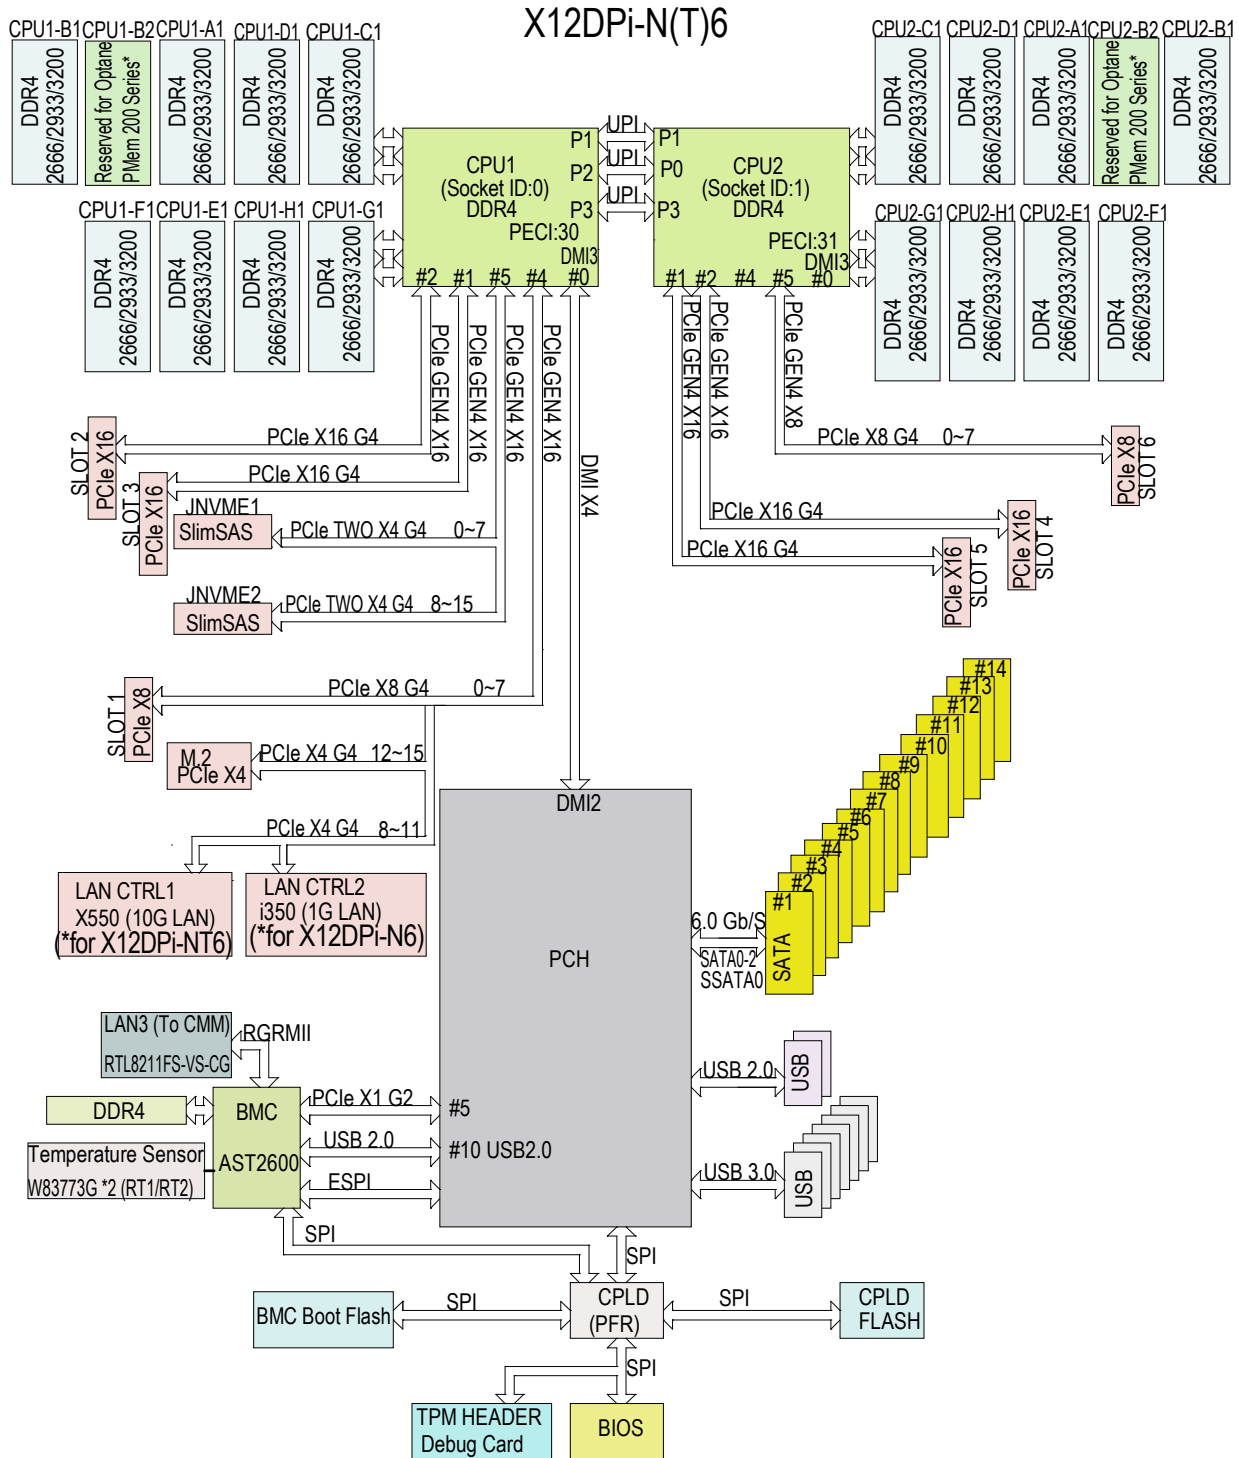 X12DPi-N(T)6
CPU1-B1
CPU1-B2
CPU1-A1
CPU1-D1
CPU1-C1
DDR4
2666/2933/3200
Reserved for Optane
PMem 200 Series*
DDR4
2666/2933/3200
DDR4
2666/2933/3200
DDR4
2666/2933/3200
CPU2-C1
CPU2-D1
CPU2-A1
CPU2-B2
CPU2-B1
DDR4
2666/2933/3200
DDR4
2666/2933/3200
DDR4
2666/2933/3200
Reserved for Optane
PMem 200 Series*
DDR4
2666/2933/3200
CPU1-F1
CPU1-E1
CPU1-H1
CPU1-G1
DDR4
2666/2933/3200
DDR4
2666/2933/3200
DDR4
2666/2933/3200
DDR4
2666/2933/3200
CPU2-G1
CPU2-H1
CPU2-E1
CPU2-F1
DDR4
2666/2933/3200
DDR4
2666/2933/3200
DDR4
2666/2933/3200
DDR4
2666/2933/3200
CPU1
(Socket ID:0)
DDR4
P1
P2
P3
PECI:30
DMI3
#2
#1
#5
#4
#0
UPI
UPI
UPI
P1
P0
P3
CPU2
(Socket ID:1)
DDR4
PECI:31
DMI3
#1
#2
#4
#5
#0
PCIe GEN4 X16
PCIe GEN4 X16
PCIe GEN4 X16
PCIe GEN4 X16
DMI X4
PCIe GEN4 X16
PCIe GEN4 X16
PCIe GEN4 X8
SLOT 2
PCIe X16
PCIe X16 G4
SLOT 3
PCIe X16
PCIe X16 G4
JNVME1
SlimSAS
PCIe TWO X4 G4 0~7
JNVME2
SlimSAS
PCIe TWO X4 G4 8~15
PCIe X8 G4 0~7
PCIe X8
SLOT 6
PCIe X16 G4
PCIe X16
SLOT 4
PCIe X16 G4
PCIe X16
SLOT 5
SLOT 1
PCIe X8
PCIe X8 G4 0~7
M.2
PCIe X4
PCIe X4 G4 12~15
PCIe X4 G4 8~11
LAN CTRL1
X550 (10G LAN)
(*for X12DPi-NT6)
LAN CTRL2
i350 (1G LAN)
(*for X12DPi-N6)
DMI2
PCH
#14
#13
#12
#11
#10
#9
#8
#7
#6
#5
#4
#3
#2
#1
SATA
6.0 Gb/S
SATA0-2
SSATA0
LAN3 (To CMM)
RTL8211FS-VS-CG
RGRMII
DDR4
BMC
AST2600
Temperature Sensor
W83773G *2 (RT1/RT2)
PCIe X1 G2
#5
USB 2.0
#10 USB2.0
ESPI
USB 2.0
USB
USB 3.0
USB
SPI
SPI
BMC Boot Flash
SPI
CPLD
(PFR)
SPI
CPLD
FLASH
SPI
TPM HEADER
Debug Card
BIOS